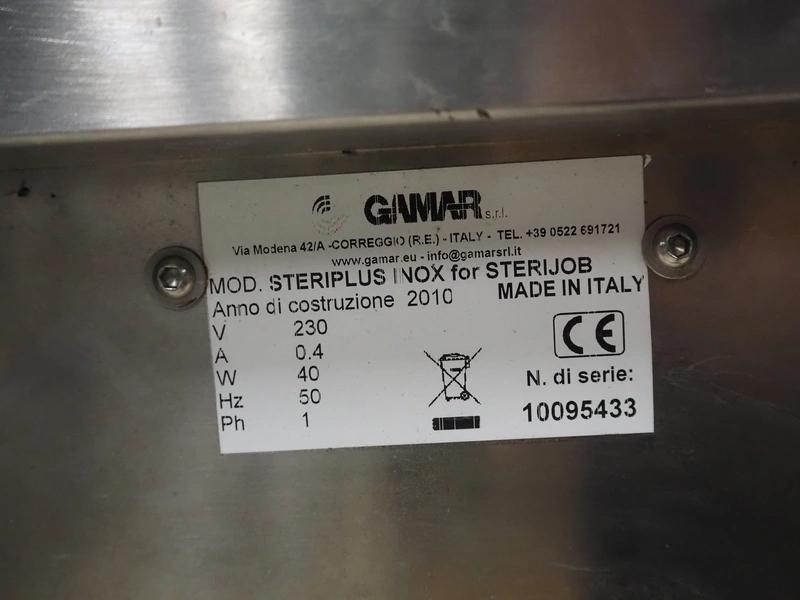 GAMAR s.r.l.
Via Modena 42/A -CORREGGIO (R.E.) - ITALY - TEL. +39 0522 691721
www.gamar.eu - info@gamarsrl.it
MOD. STERIPLUS INOX for STERIJOB
Anno di costruzione 2010 MADE IN ITALY
V 230
A 0.4
W 40
Hz 50
Ph 1
CE
N. di serie:
10095433